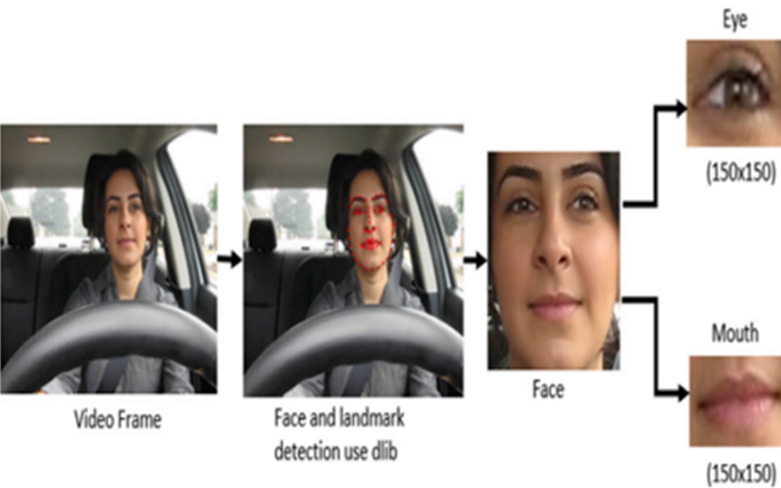 Eye
(150x150)
Video Frame
Face and landmark
detection use dlib
Face
Mouth
(150x150)